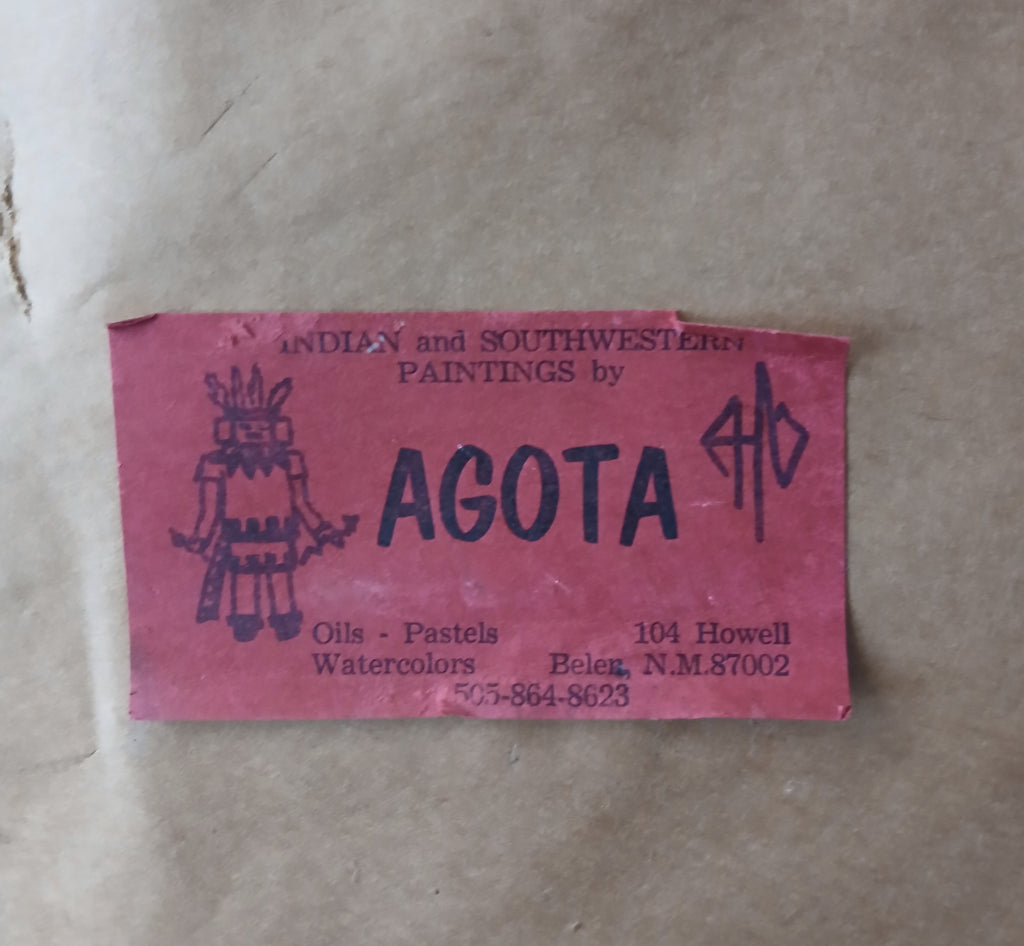 INDIAN and SOUTHWESTERN
PAINTINGS by
AGOTA
Oils - Pastels
Watercolors
104 Howell
Belen, N.M.87002
505-864-8623